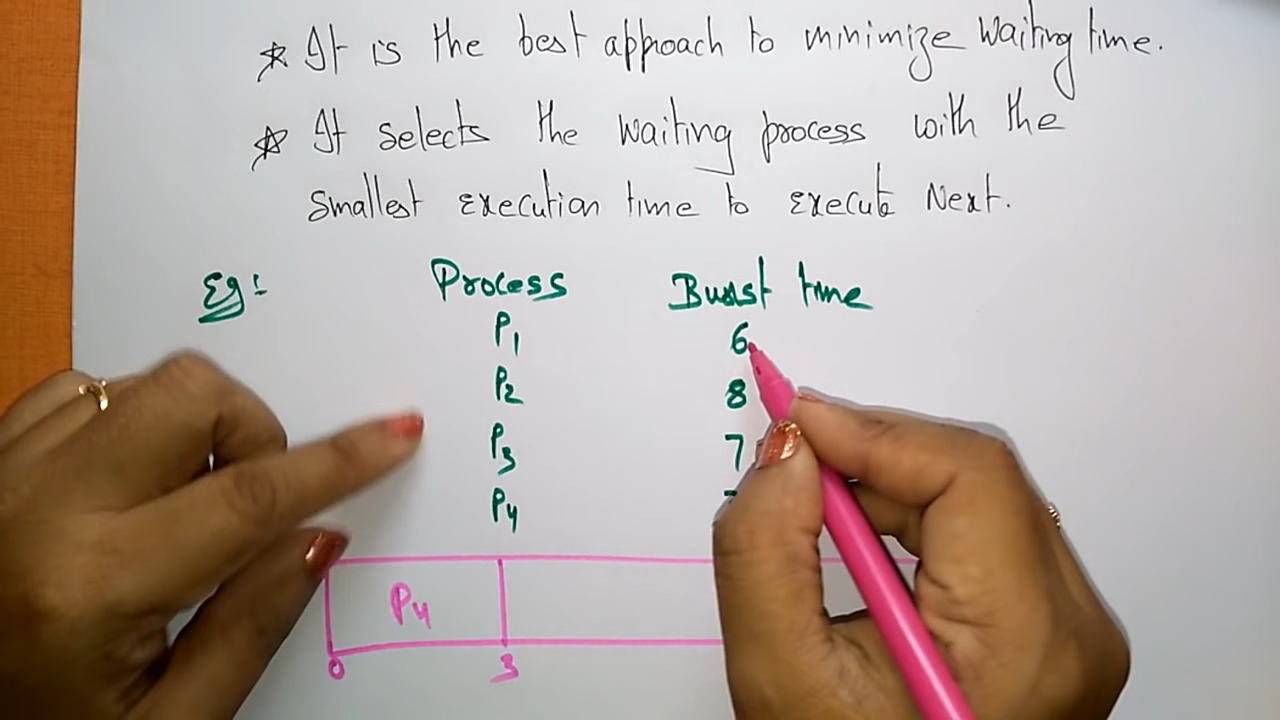 * It is the best approach to minimize waiting time.
* It selects the waiting process with the
smallest execution time to execute Next.
Eg: Process Burst time
P1 6
P2 8
P3 7
P4
P4
0 3